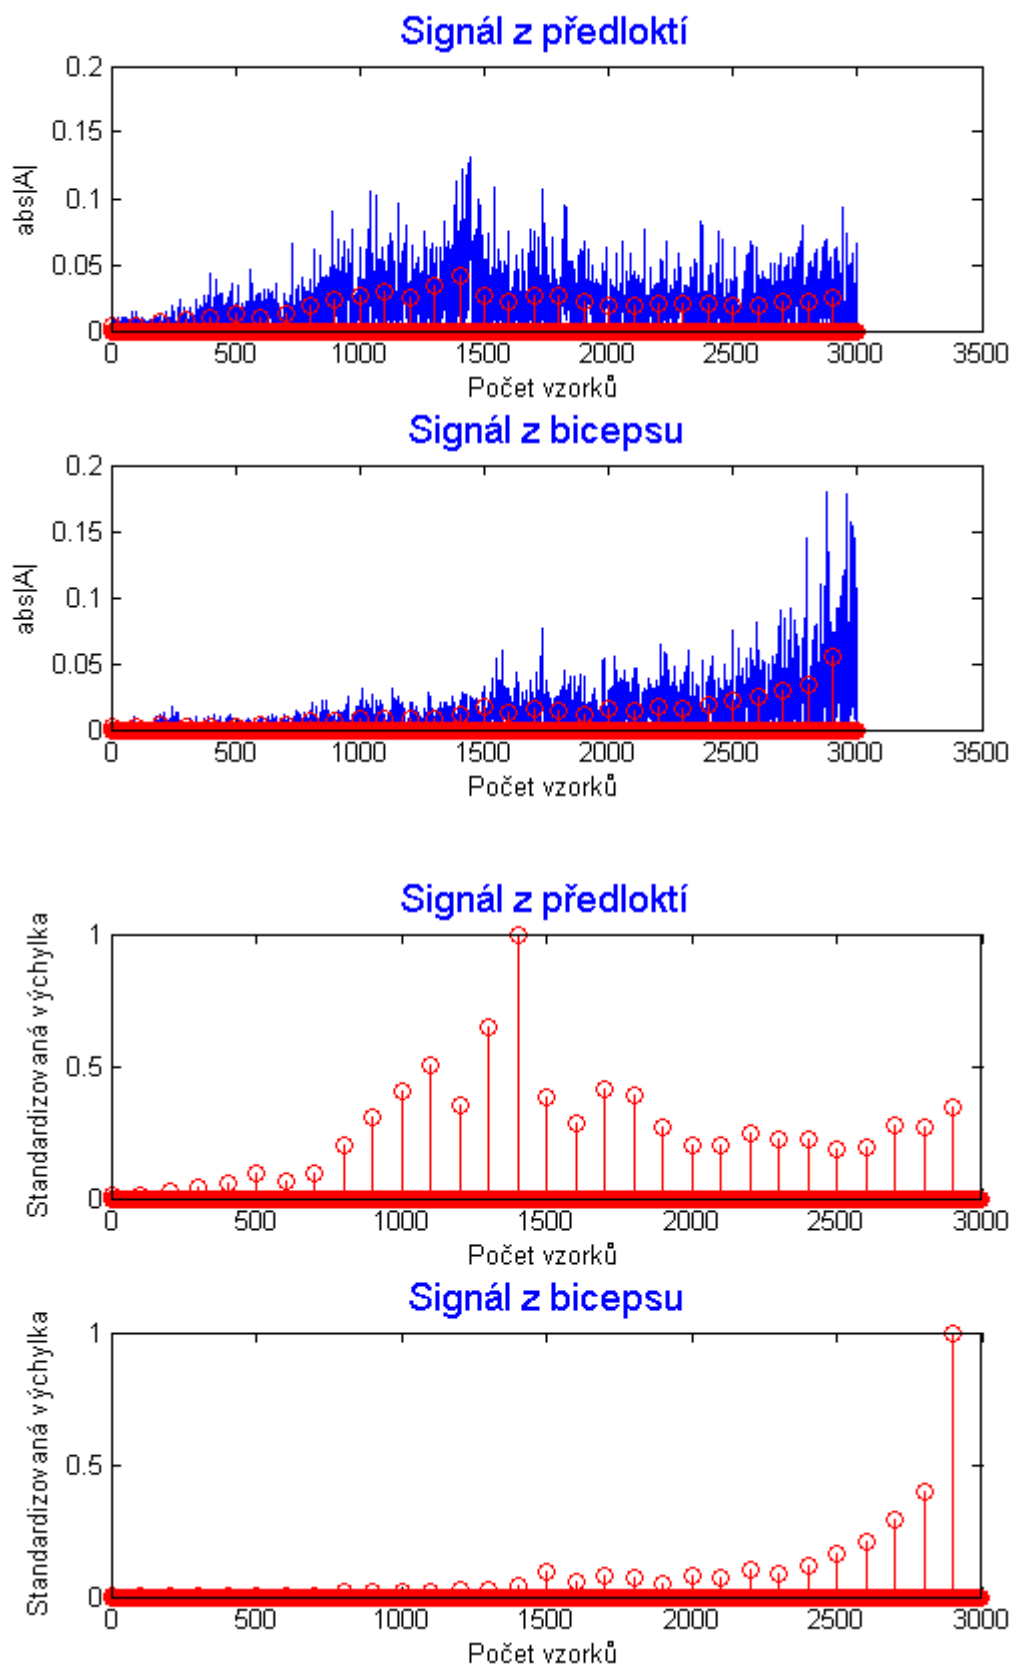 Signál z předloktí
0.2
0.15
0.1
0.05
0
abs|A|
0 500 1000 1500 2000 2500 3000 3500
Počet vzorků
Signál z bicepsu
0.2
0.15
0.1
0.05
0
abs|A|
0 500 1000 1500 2000 2500 3000 3500
Počet vzorků
Signál z předloktí
1
0.5
0
Standardizovaná výchylka
0 500 1000 1500 2000 2500 3000
Počet vzorků
Signál z bicepsu
1
0.5
0
Standardizovaná výchylka
0 500 1000 1500 2000 2500 3000
Počet vzorků